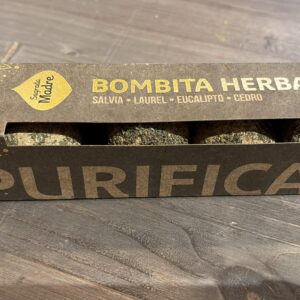 Sagrada
Madre
BOMBITA HERBA
SALVIA - LAUREL - EUCALIPTO - CEDRO
PURIFICA